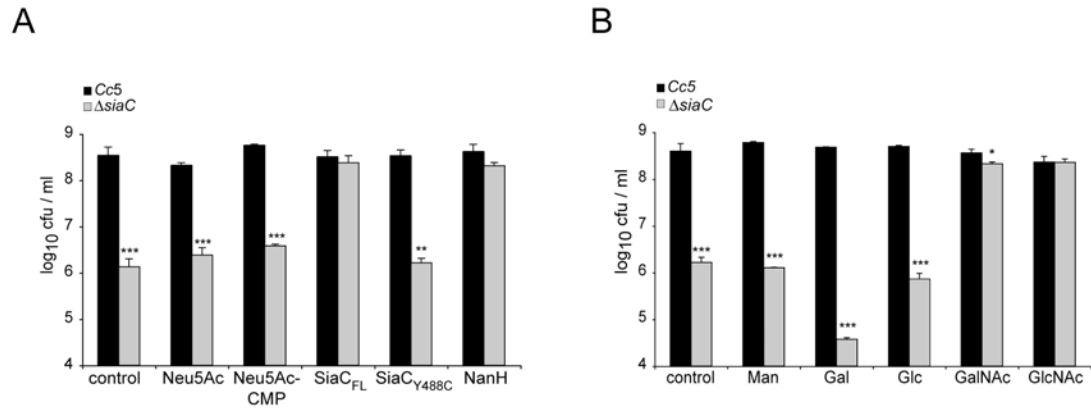 A
Cc5
ΔsiaC
log10 cfu / ml
9
8
7
6
5
4
***
***
***
**
control
Neu5Ac
Neu5Ac-
CMP
SiaCFL
SiaCY488C
NanH
B
Cc5
ΔsiaC
log10 cfu / ml
9
8
7
6
5
4
***
***
***
***
*
control
Man
Gal
Glc
GalNAc
GlcNAc